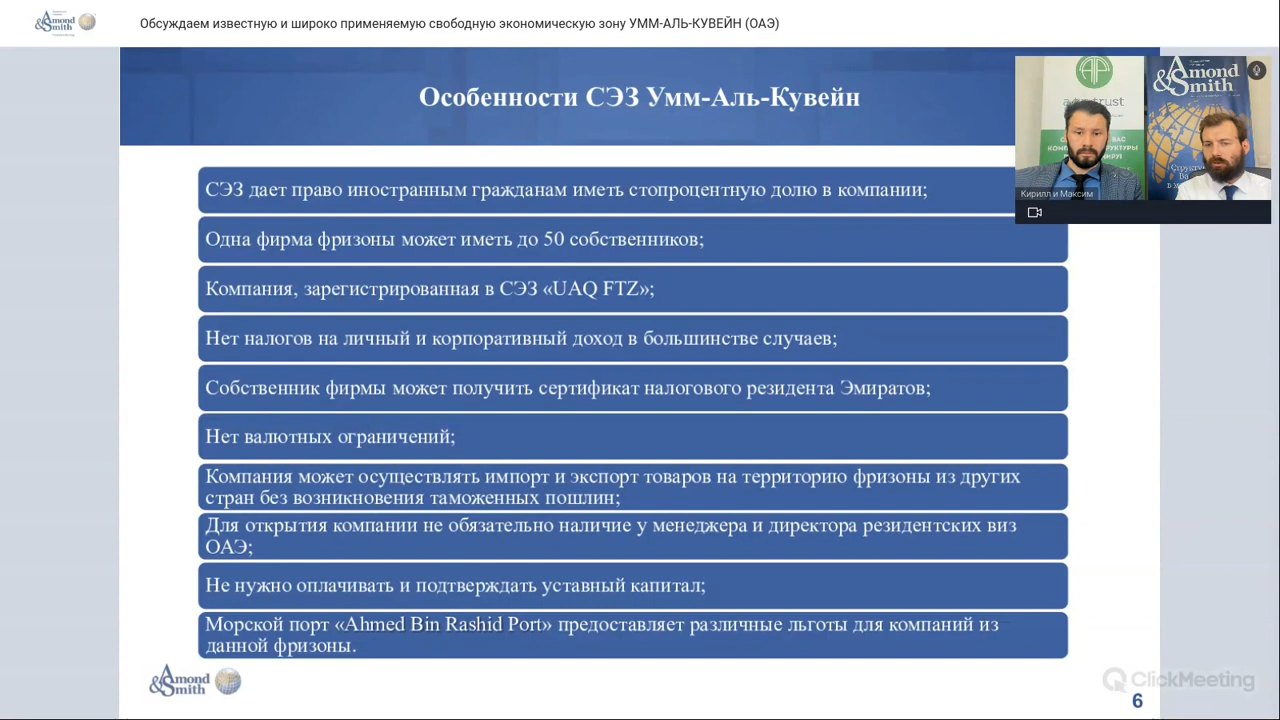 Amond
&Smith
Обсуждаем известную и широко применяемую свободную экономическую зону УММ-АЛЬ-КУВЕЙН (ОАЭ)
Особенности СЭЗ Умм-Аль-Кувейн
Amond
&Smith
Кирилл и Максим
СЭЗ дает право иностранным гражданам иметь стопроцентную долю в компании;
Одна фирма фризоны может иметь до 50 собственников;
Компания, зарегистрированная в СЭЗ «UAQ FTZ»;
Нет налогов на личный и корпоративный доход в большинстве случаев;
Собственник фирмы может получить сертификат налогового резидента Эмиратов;
Нет валютных ограничений;
Компания может осуществлять импорт и экспорт товаров на территорию фризоны из других
стран без возникновения таможенных пошлин;
Для открытия компании не обязательно наличие у менеджера и директора резидентских виз
ОАЭ;
Не нужно оплачивать и подтверждать уставный капитал;
Морской порт «Ahmed Bin Rashid Port» предоставляет различные льготы для компаний из
данной фризоны.
Amond
&Smith
ClickMeeting
6